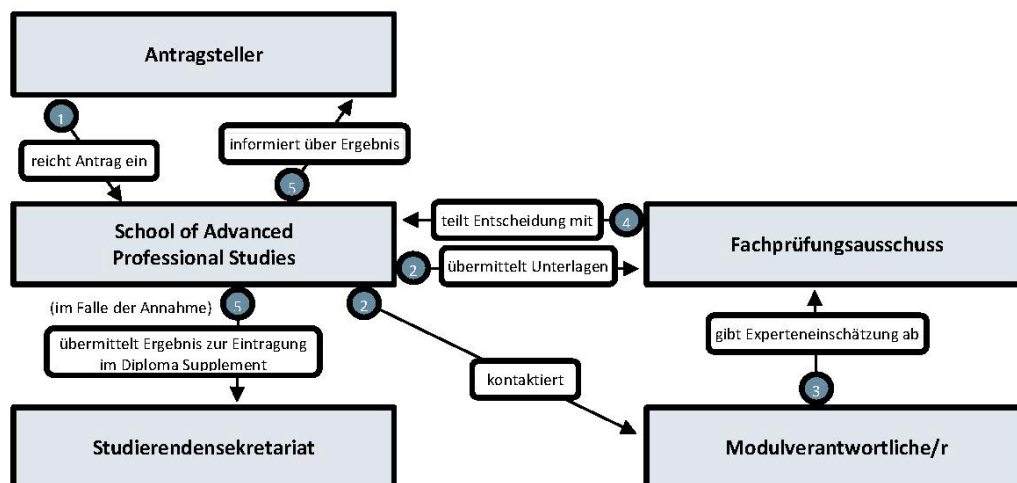 Antragsteller
1
reicht Antrag ein
informiert über Ergebnis
5
School of Advanced
Professional Studies
teilt Entscheidung mit
4
2
übermittelt Unterlagen
Fachprüfungsausschuss
(im Falle der Annahme)
5
2
übermittelt Ergebnis zur Eintragung
im Diploma Supplement
kontaktiert
gibt Experteneinschätzung ab
3
Studierendensekretariat
Modulverantwortliche/r